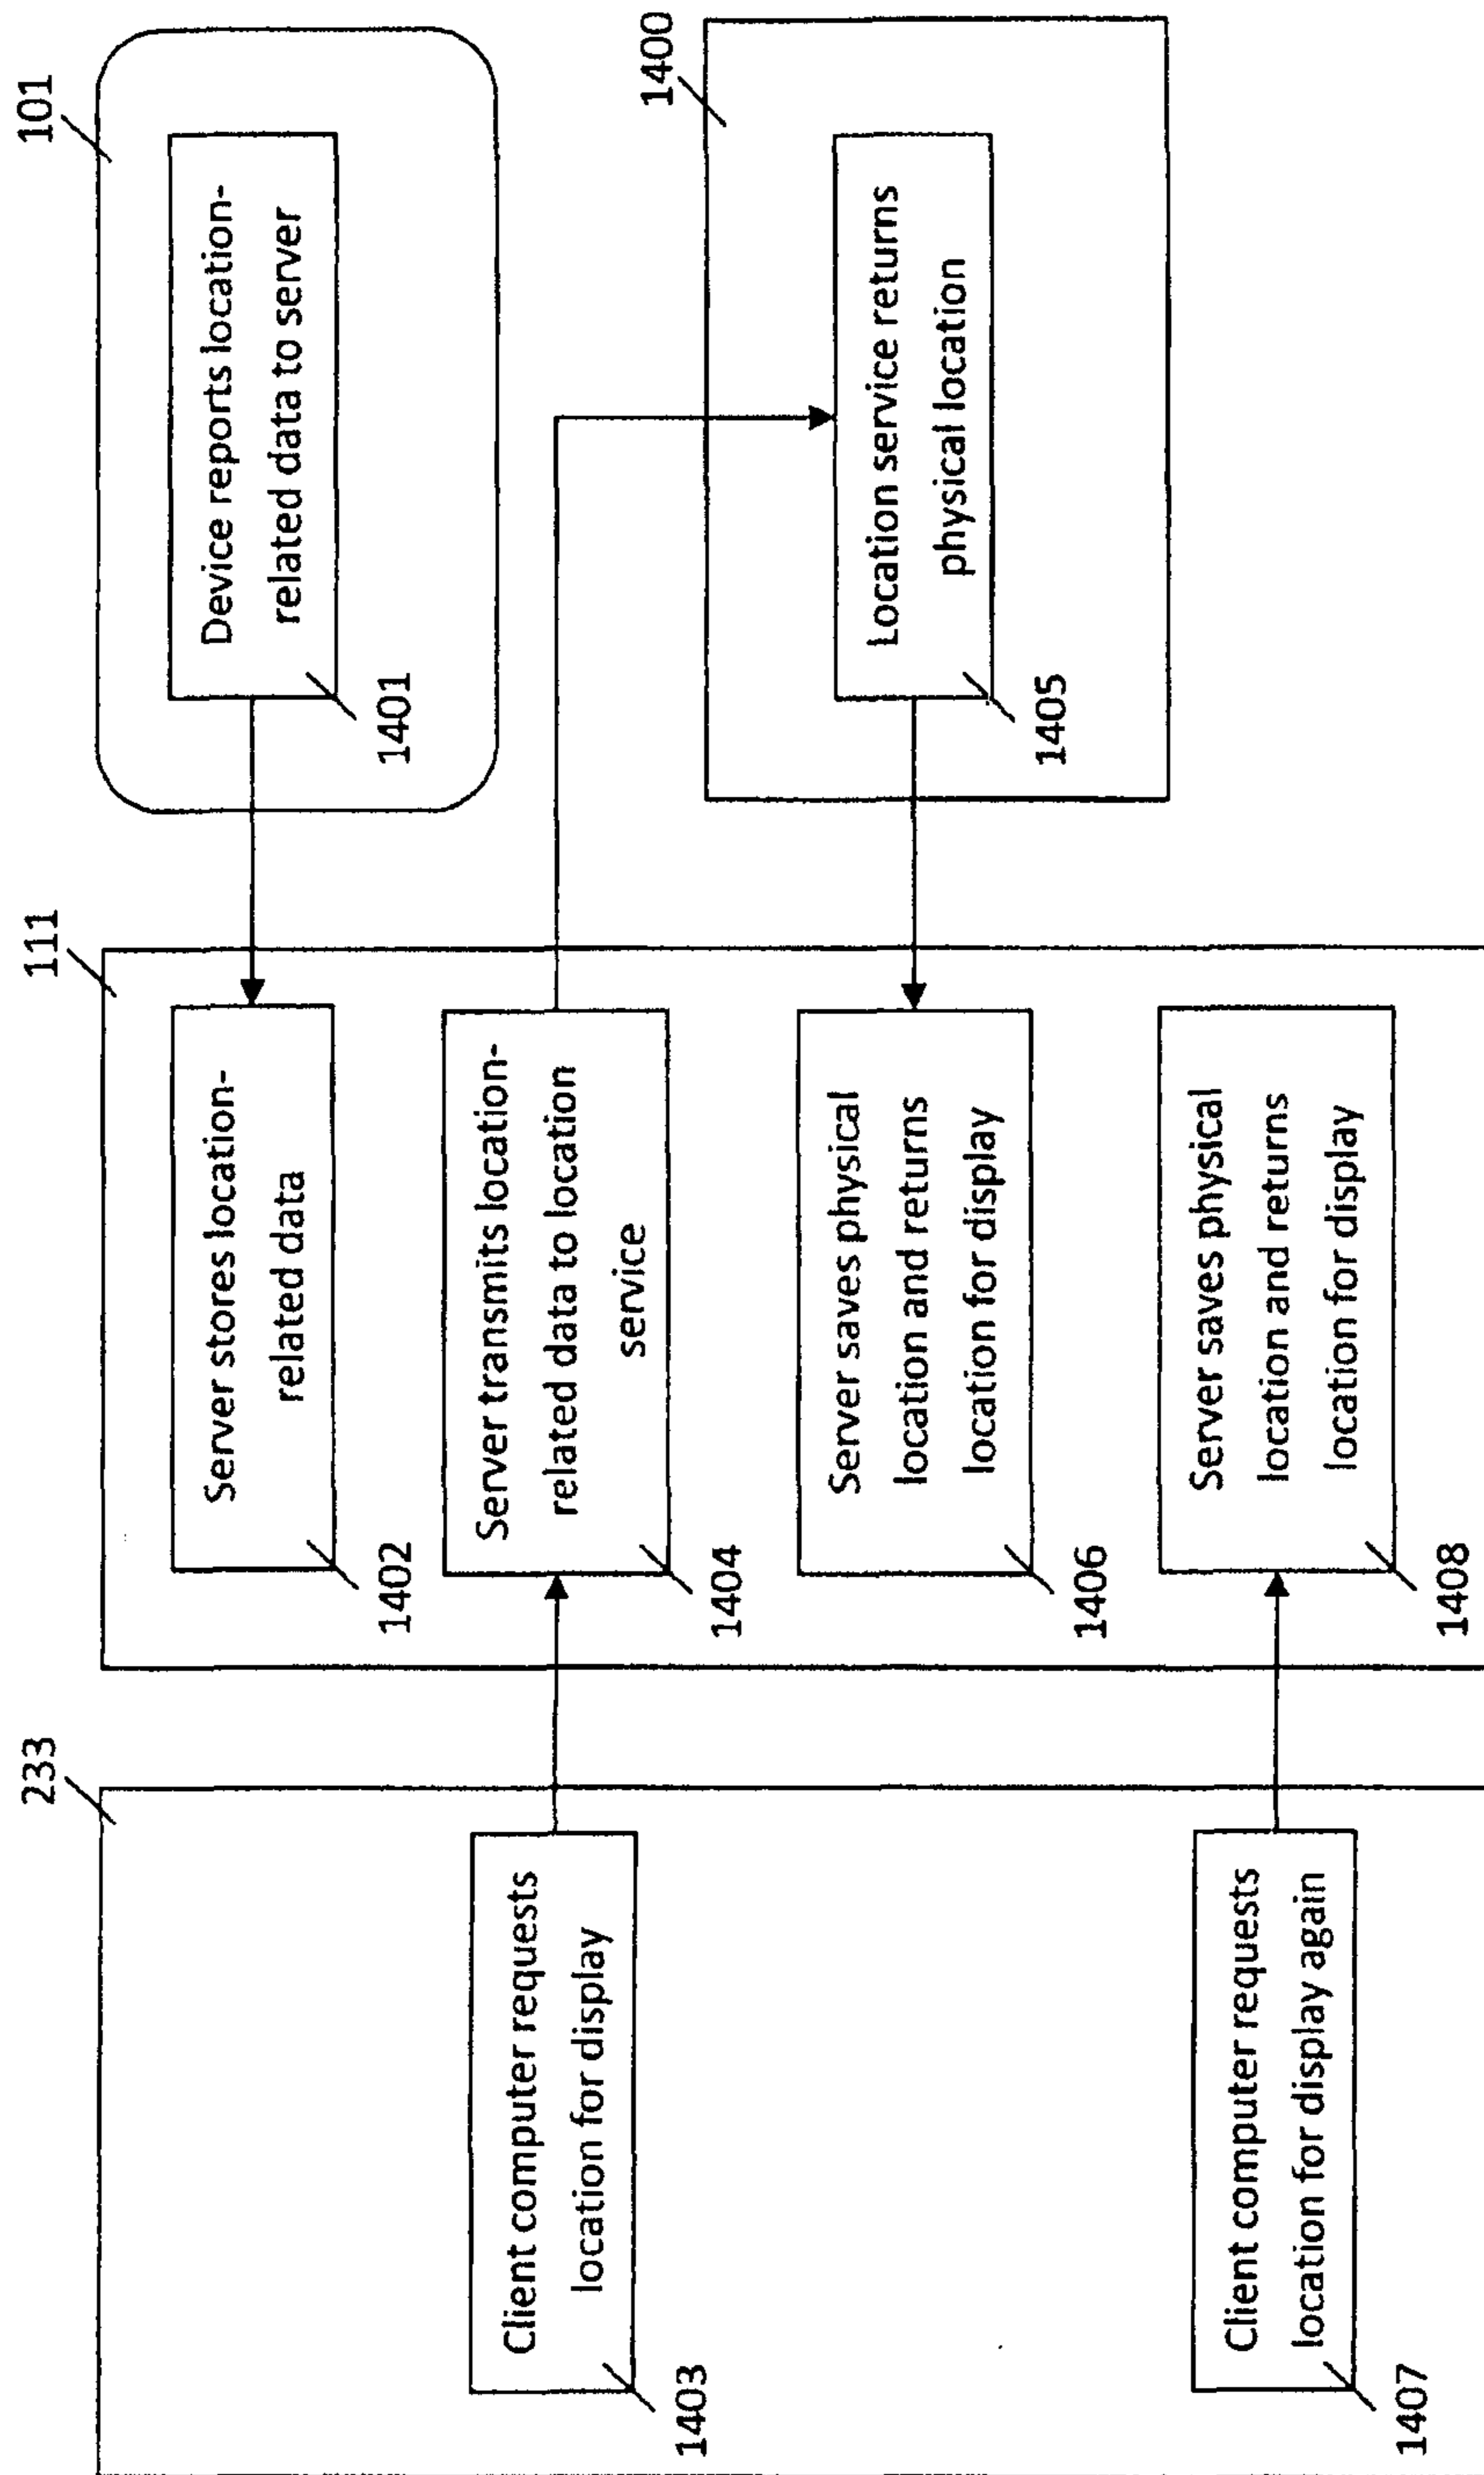 233
111
101
Client computer requests
location for display
1403
Client computer requests
location for display again
1407
Server stores location-
related data
1402
Server transmits location-
related data to location
service
1404
Server saves physical
location and returns
location for display
1406
Server saves physical
location and returns
location for display
1408
Device reports location-
related data to server
1401
1400
Location service returns
physical location
1405